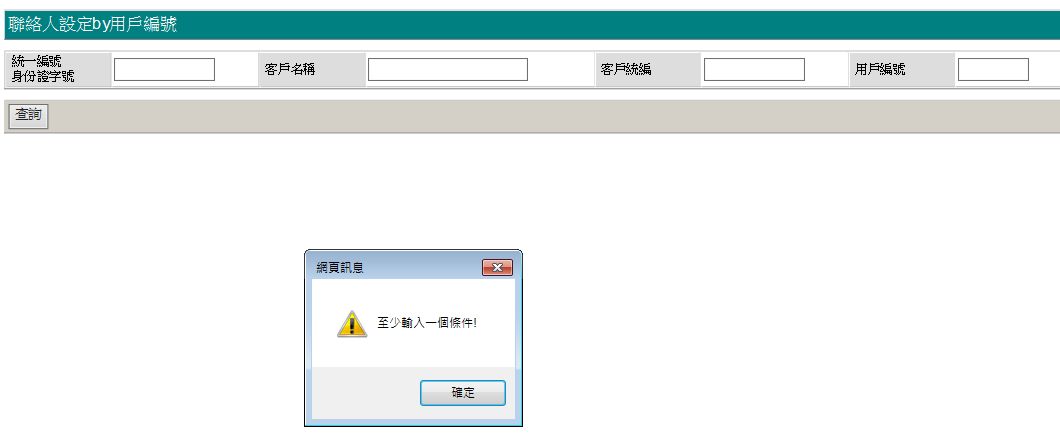 聯絡人設定by用戶編號
統一編號
身份證字號
客戶名稱
客戶統編
用戶編號
查詢
網頁訊息
至少輸入一個條件!
確定